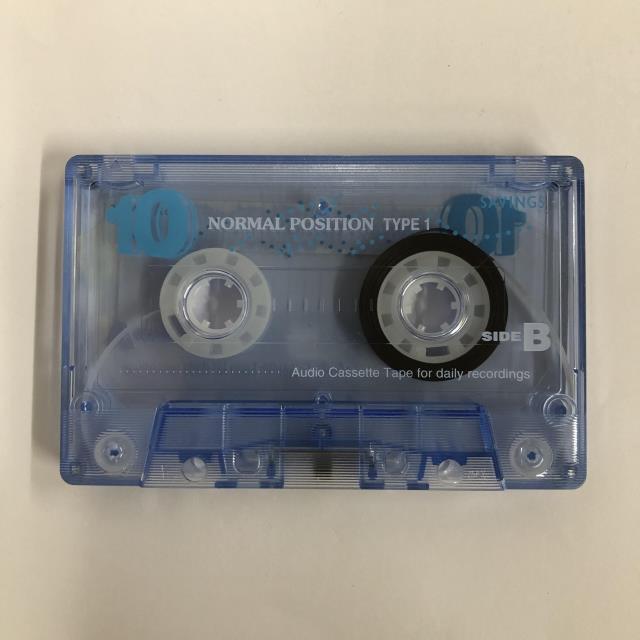 10
NORMAL POSITION TYPE 1
SAVINGS
SIDE B
Audio Cassette Tape for daily recordings